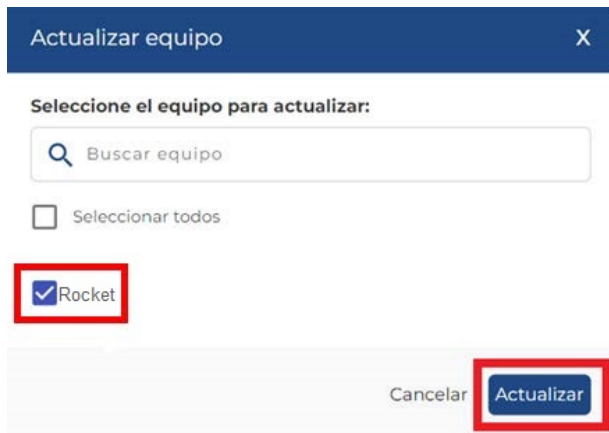 Actualizar equipo X
Seleccione el equipo para actualizar:
Buscar equipo
Seleccionar todos
Rocket
Cancelar Actualizar